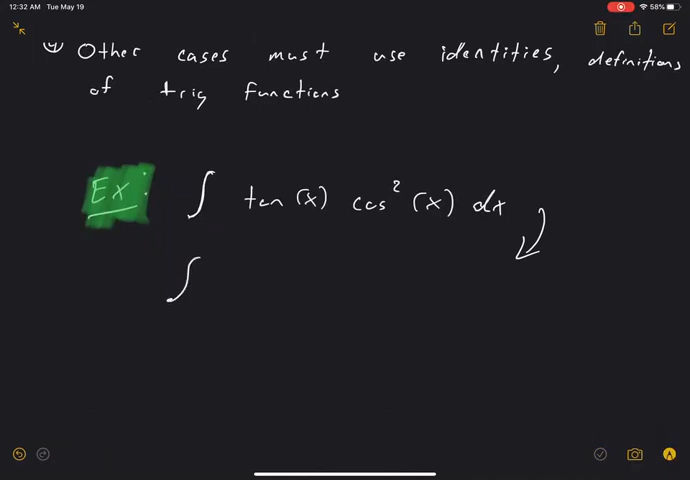 12:32 AM Tue May 19 58%
④ Other cases must use identities, definitions
of trig functions
Ex: ∫ tan(x) cos²(x) dx
∫